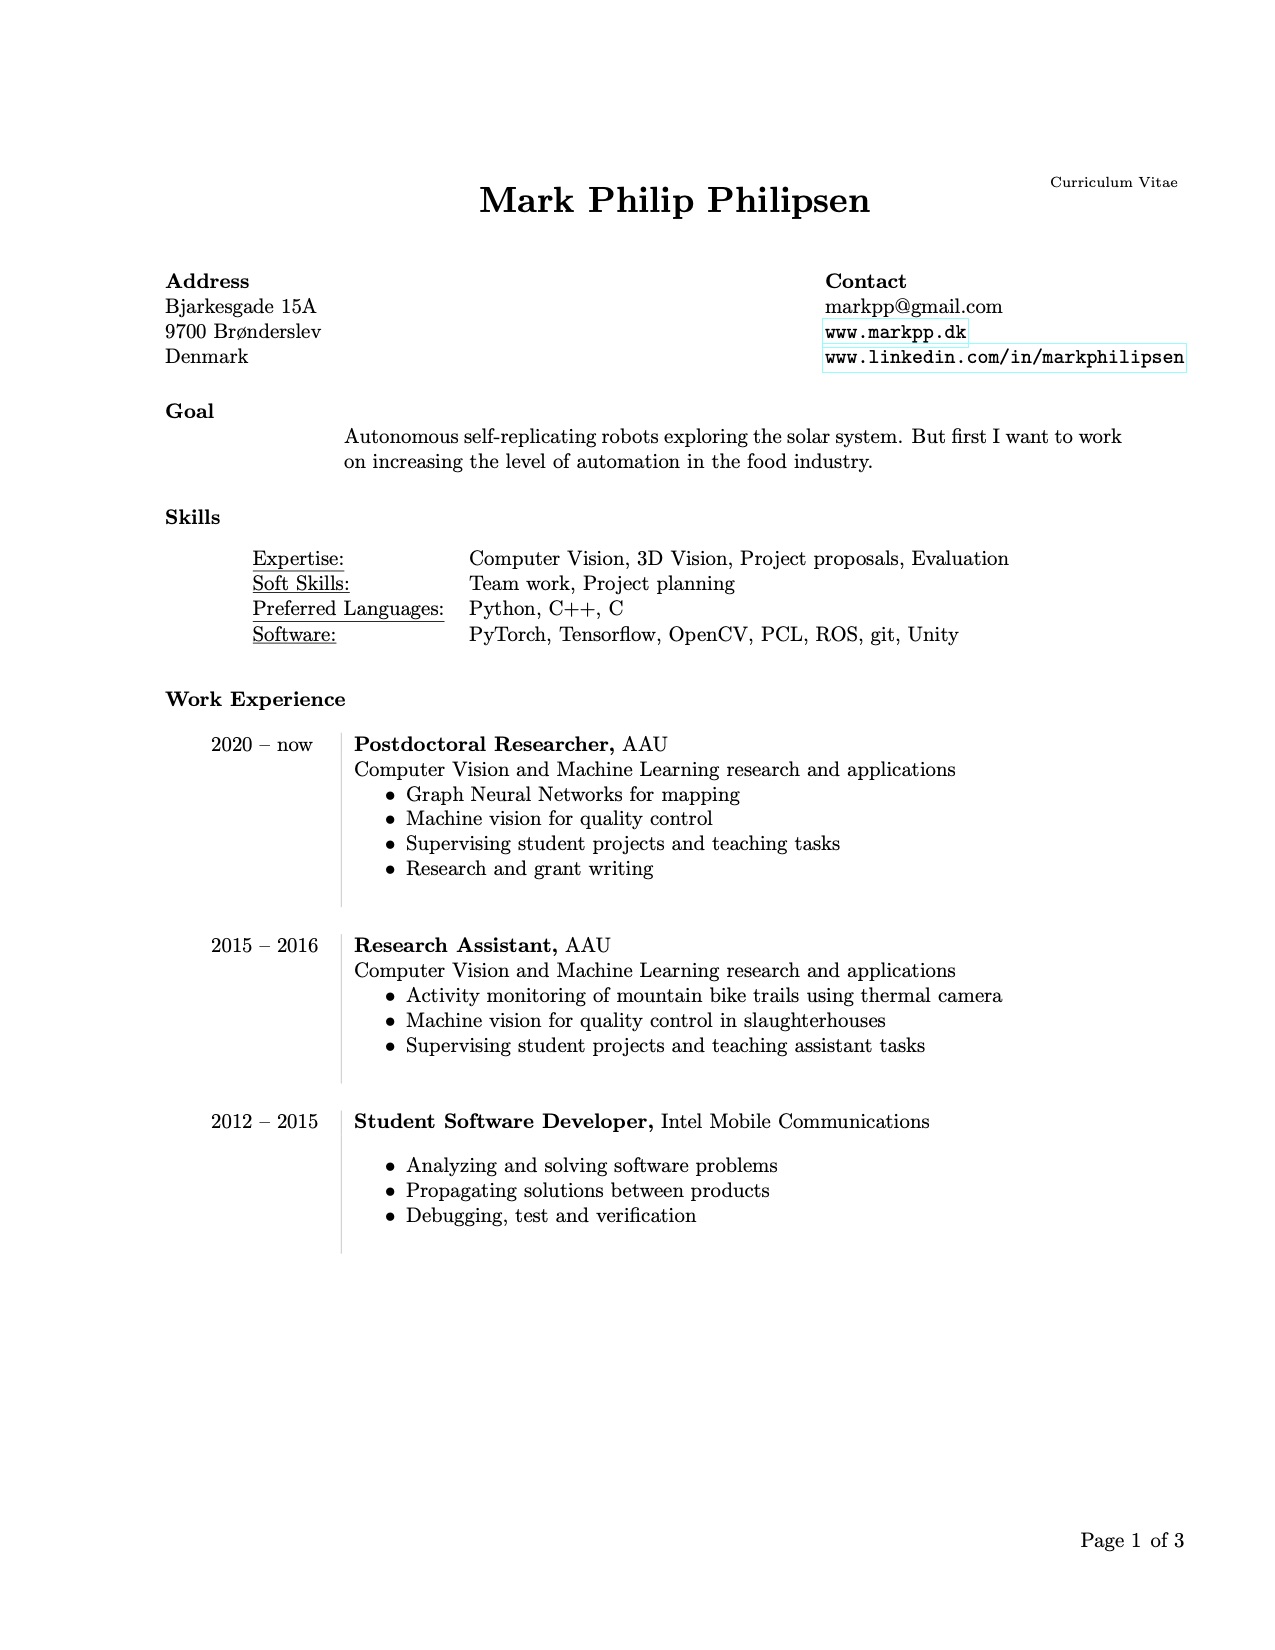 Curriculum Vitae
Mark Philip Philipsen
Address
Bjarkesgade 15A
9700 Brønderslev
Denmark
Contact
markpp@gmail.com
www.markpp.dk
www.linkedin.com/in/markphilipsen
Goal
Autonomous self-replicating robots exploring the solar system. But first I want to work
on increasing the level of automation in the food industry.
Skills
Expertise: Computer Vision, 3D Vision, Project proposals, Evaluation
Soft Skills: Team work, Project planning
Preferred Languages: Python, C++, C
Software: PyTorch, Tensorflow, OpenCV, PCL, ROS, git, Unity
Work Experience
2020 – now Postdoctoral Researcher, AAU
Computer Vision and Machine Learning research and applications
• Graph Neural Networks for mapping
• Machine vision for quality control
• Supervising student projects and teaching tasks
• Research and grant writing
2015 – 2016 Research Assistant, AAU
Computer Vision and Machine Learning research and applications
• Activity monitoring of mountain bike trails using thermal camera
• Machine vision for quality control in slaughterhouses
• Supervising student projects and teaching assistant tasks
2012 – 2015 Student Software Developer, Intel Mobile Communications
• Analyzing and solving software problems
• Propagating solutions between products
• Debugging, test and verification
Page 1 of 3